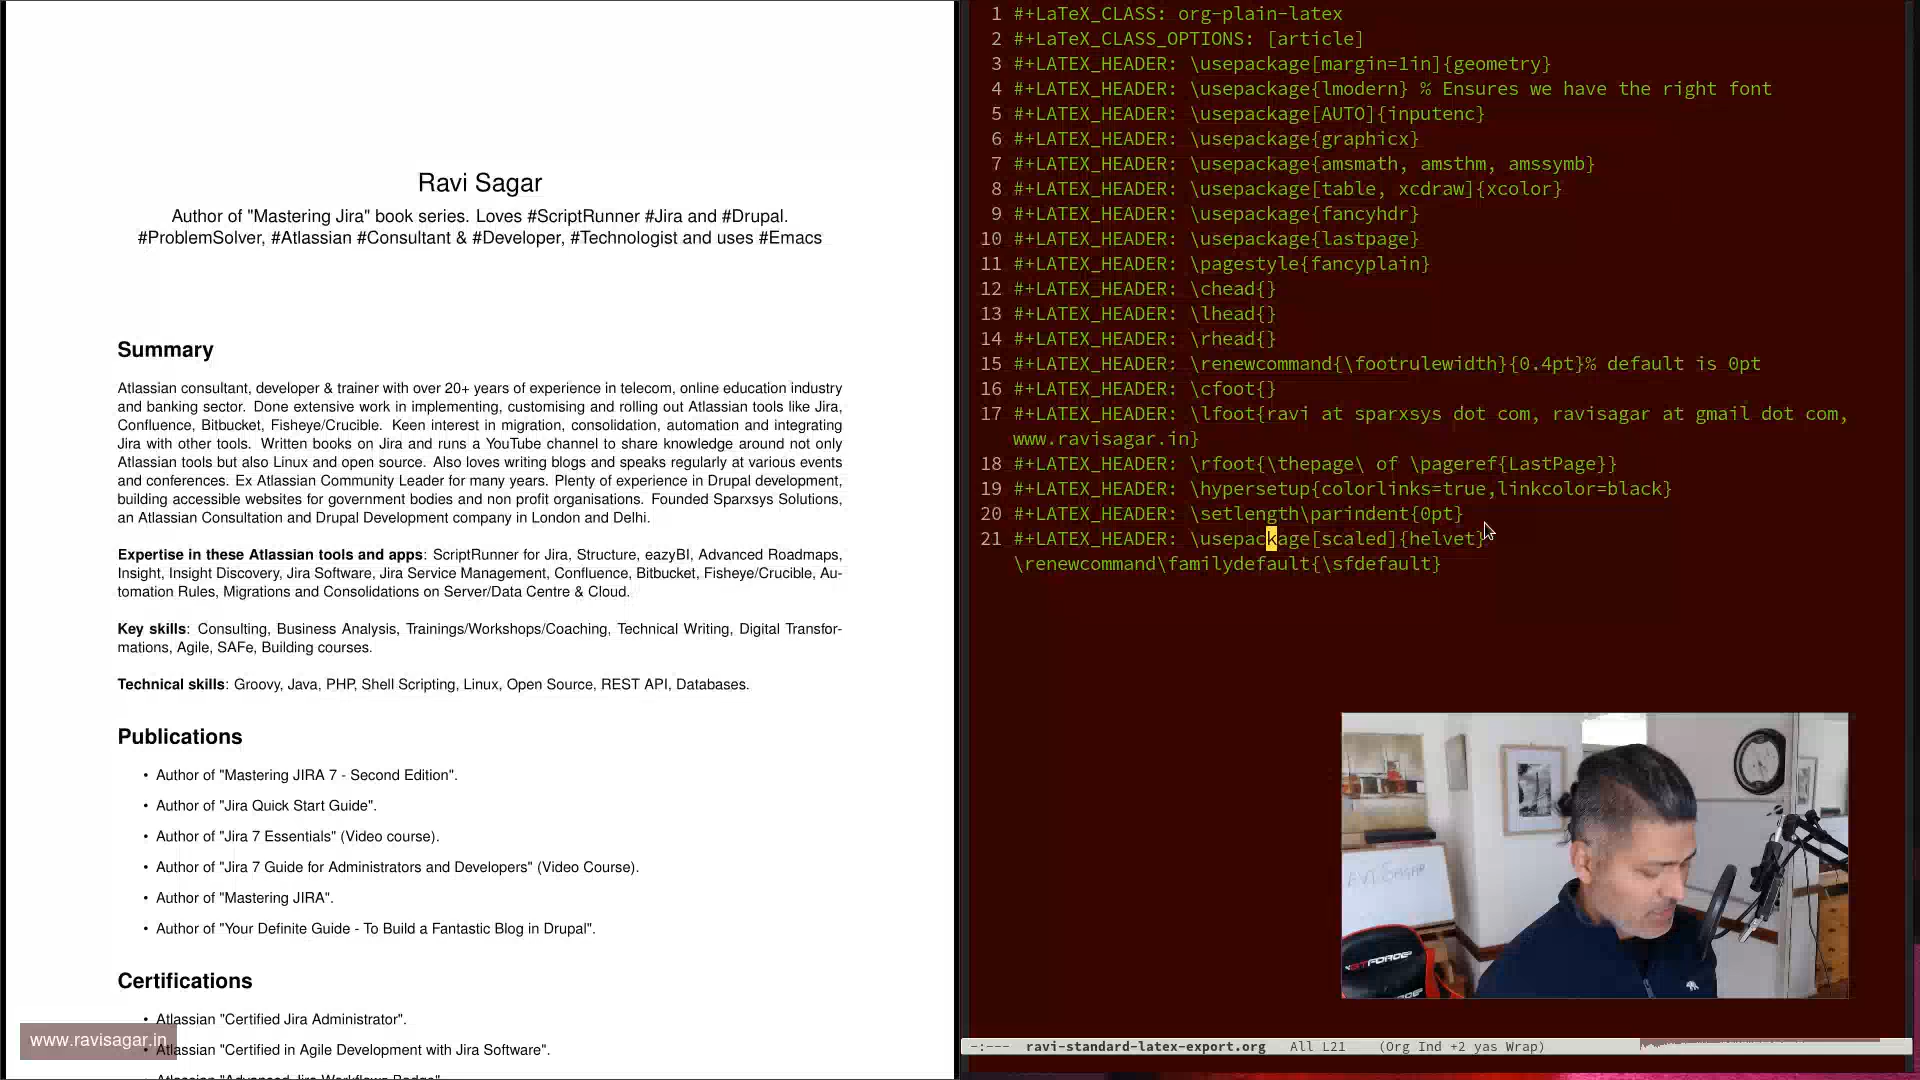 Ravi Sagar
Author of "Mastering Jira" book series. Loves #ScriptRunner #Jira and #Drupal.
#ProblemSolver, #Atlassian #Consultant & #Developer, #Technologist and uses #Emacs
Summary
Atlassian consultant, developer & trainer with over 20+ years of experience in telecom, online education industry
and banking sector. Done extensive work in implementing, customising and rolling out Atlassian tools like Jira,
Confluence, Bitbucket, Fisheye/Crucible. Keen interest in migration, consolidation, automation and integrating
Jira with other tools. Written books on Jira and runs a YouTube channel to share knowledge around not only
Atlassian tools but also Linux and open source. Also loves writing blogs and speaks regularly at various events
and conferences. Ex Atlassian Community Leader for many years. Plenty of experience in Drupal development,
building accessible websites for government bodies and non profit organisations. Founded Sparxsys Solutions,
an Atlassian Consultation and Drupal Development company in London and Delhi.
Expertise in these Atlassian tools and apps: ScriptRunner for Jira, Structure, eazyBI, Advanced Roadmaps,
Insight, Insight Discovery, Jira Software, Jira Service Management, Confluence, Bitbucket, Fisheye/Crucible, Au-
tomation Rules, Migrations and Consolidations on Server/Data Centre & Cloud.
Key skills: Consulting, Business Analysis, Trainings/Workshops/Coaching, Technical Writing, Digital Transfor-
mations, Agile, SAFe, Building courses.
Technical skills: Groovy, Java, PHP, Shell Scripting, Linux, Open Source, REST API, Databases.
Publications
• Author of "Mastering JIRA 7 - Second Edition".
• Author of "Jira Quick Start Guide".
• Author of "Jira 7 Essentials" (Video course).
• Author of "Jira 7 Guide for Administrators and Developers" (Video Course).
• Author of "Mastering JIRA".
• Author of "Your Definite Guide - To Build a Fantastic Blog in Drupal".
Certifications
• Atlassian "Certified Jira Administrator".
• Atlassian "Certified in Agile Development with Jira Software".
www.ravisagar.in
1 #+LaTeX_CLASS: org-plain-latex
2 #+LaTeX_CLASS_OPTIONS: [article]
3 #+LATEX_HEADER: \usepackage[margin=1in]{geometry}
4 #+LATEX_HEADER: \usepackage{lmodern} % Ensures we have the right font
5 #+LATEX_HEADER: \usepackage[AUTO]{inputenc}
6 #+LATEX_HEADER: \usepackage{graphicx}
7 #+LATEX_HEADER: \usepackage{amsmath, amsthm, amssymb}
8 #+LATEX_HEADER: \usepackage[table, xcdraw]{xcolor}
9 #+LATEX_HEADER: \usepackage{fancyhdr}
10 #+LATEX_HEADER: \usepackage{lastpage}
11 #+LATEX_HEADER: \pagestyle{fancyplain}
12 #+LATEX_HEADER: \chead{}
13 #+LATEX_HEADER: \lhead{}
14 #+LATEX_HEADER: \rhead{}
15 #+LATEX_HEADER: \renewcommand{\footrulewidth}{0.4pt}% default is 0pt
16 #+LATEX_HEADER: \cfoot{}
17 #+LATEX_HEADER: \lfoot{ravi at sparxsys dot com, ravisagar at gmail dot com,
www.ravisagar.in}
18 #+LATEX_HEADER: \rfoot{\thepage\ of \pageref{LastPage}}
19 #+LATEX_HEADER: \hypersetup{colorlinks=true,linkcolor=black}
20 #+LATEX_HEADER: \setlength\parindent{0pt}
21 #+LATEX_HEADER: \usepackage[scaled]{helvet}
\renewcommand\familydefault{\sfdefault}
AVI SAGAR
GTFORCE
-:--- ravi-standard-latex-export.org All L21 (Org Ind +2 yas Wrap)